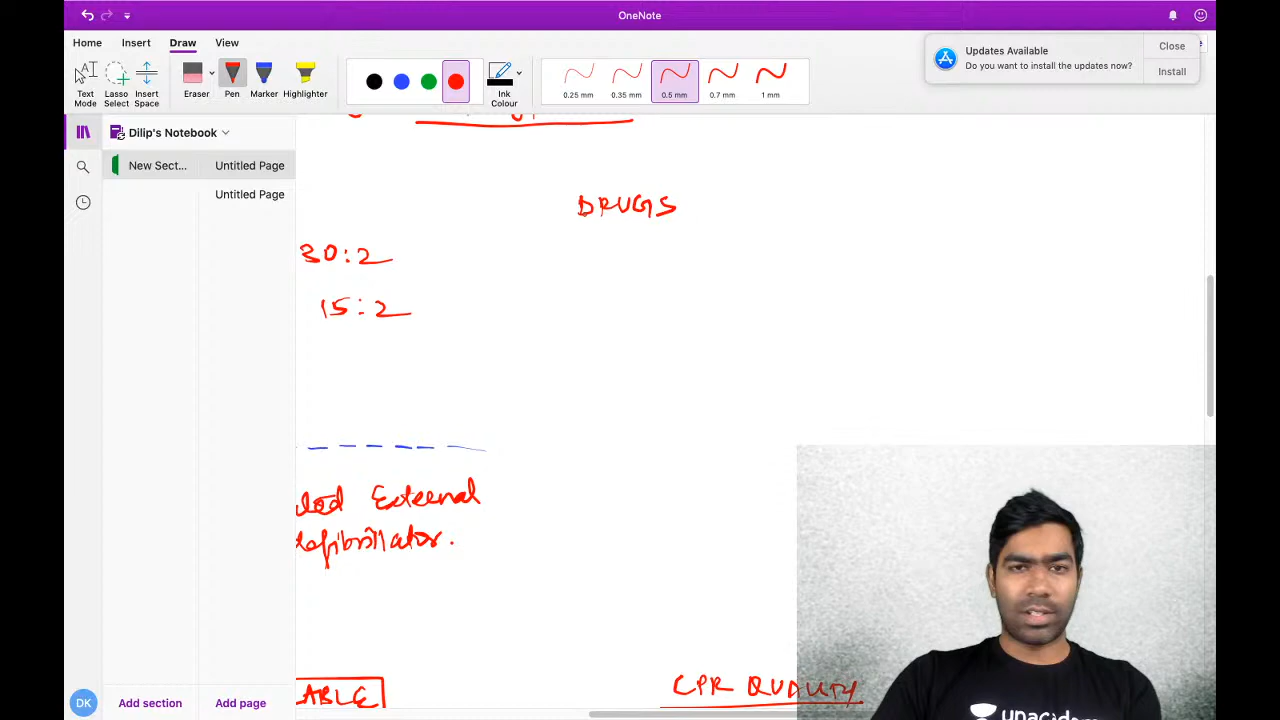 OneNote
Home Insert Draw View
Updates Available
Do you want to install the updates now?
Close
Install
Text Mode
Lasso Select
Insert Space
Eraser
Pen
Marker
Highlighter
Ink Colour
0.25 mm
0.35 mm
0.5 mm
0.7 mm
1 mm
Dilip's Notebook
New Sect... Untitled Page
Untitled Page
DRUGS
30:2
15:2
External
defibrillator.
ABLE
CPR QUALITY
DK
Add section
Add page
unacadem